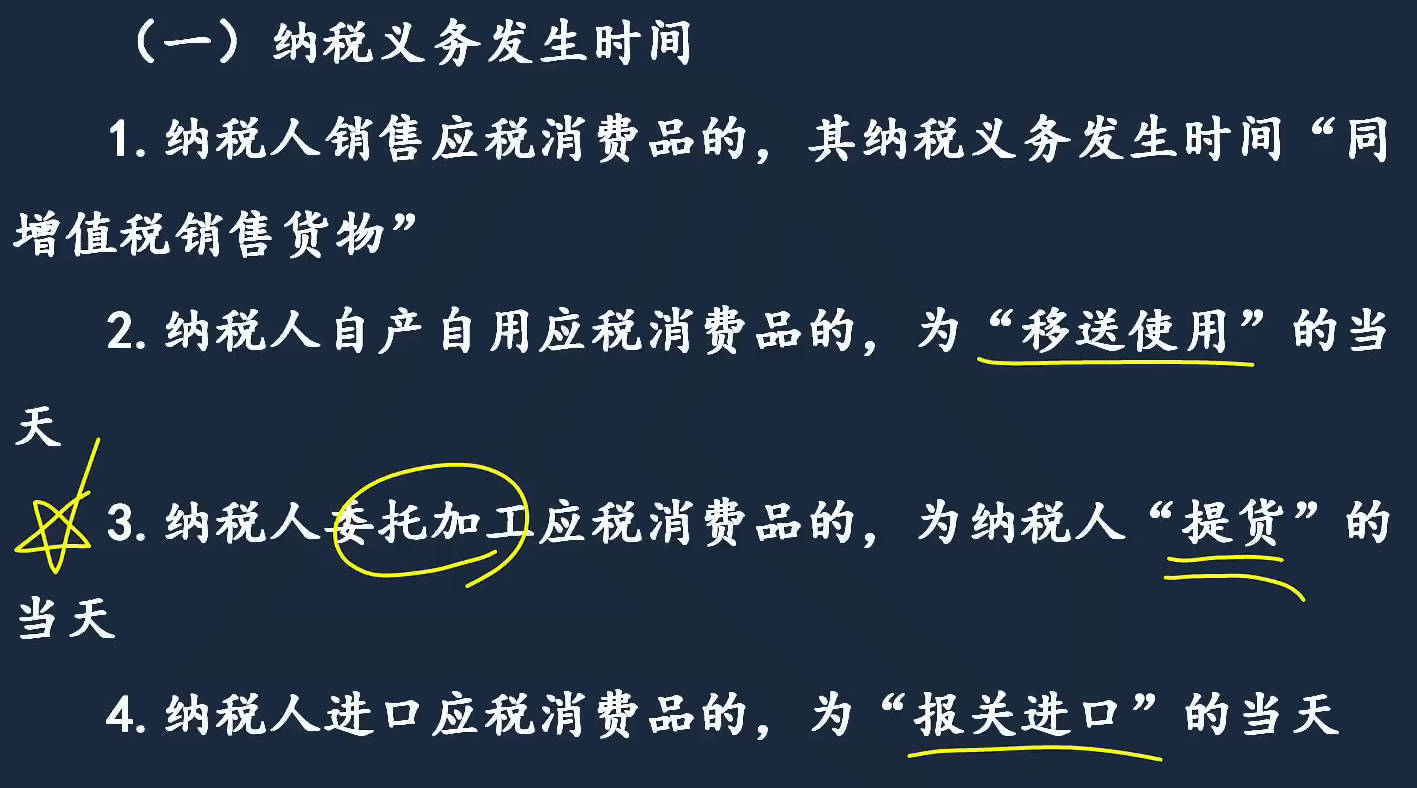 （一）纳税义务发生时间
1. 纳税人销售应税消费品的，其纳税义务发生时间“同
增值税销售货物”
2. 纳税人自产自用应税消费品的，为“移送使用”的当
天
3. 纳税人委托加工应税消费品的，为纳税人“提货”的
当天
4. 纳税人进口应税消费品的，为“报关进口”的当天